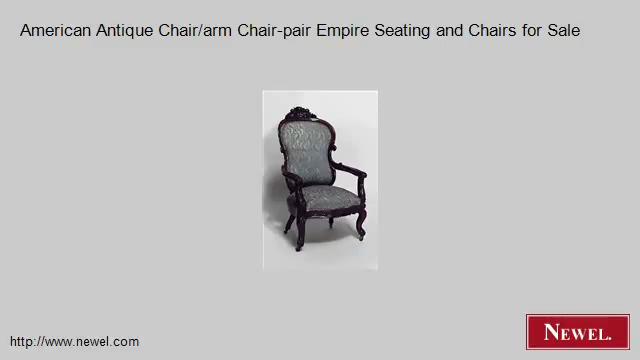 American Antique Chair/arm Chair-pair Empire Seating and Chairs for Sale
http://www.newel.com
NEWEL.